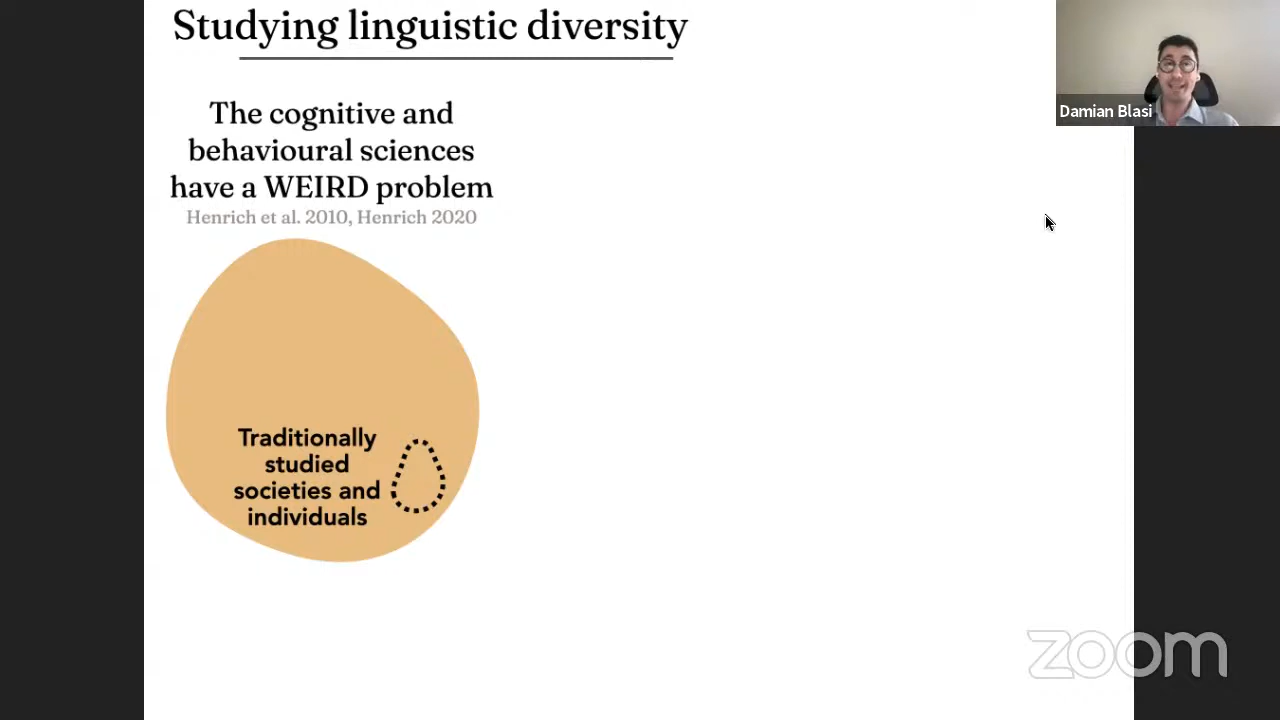 Studying linguistic diversity
The cognitive and
behavioural sciences
have a WEIRD problem
Henrich et al. 2010, Henrich 2020
Traditionally
studied
societies and
individuals
Damian Blasi
zoom